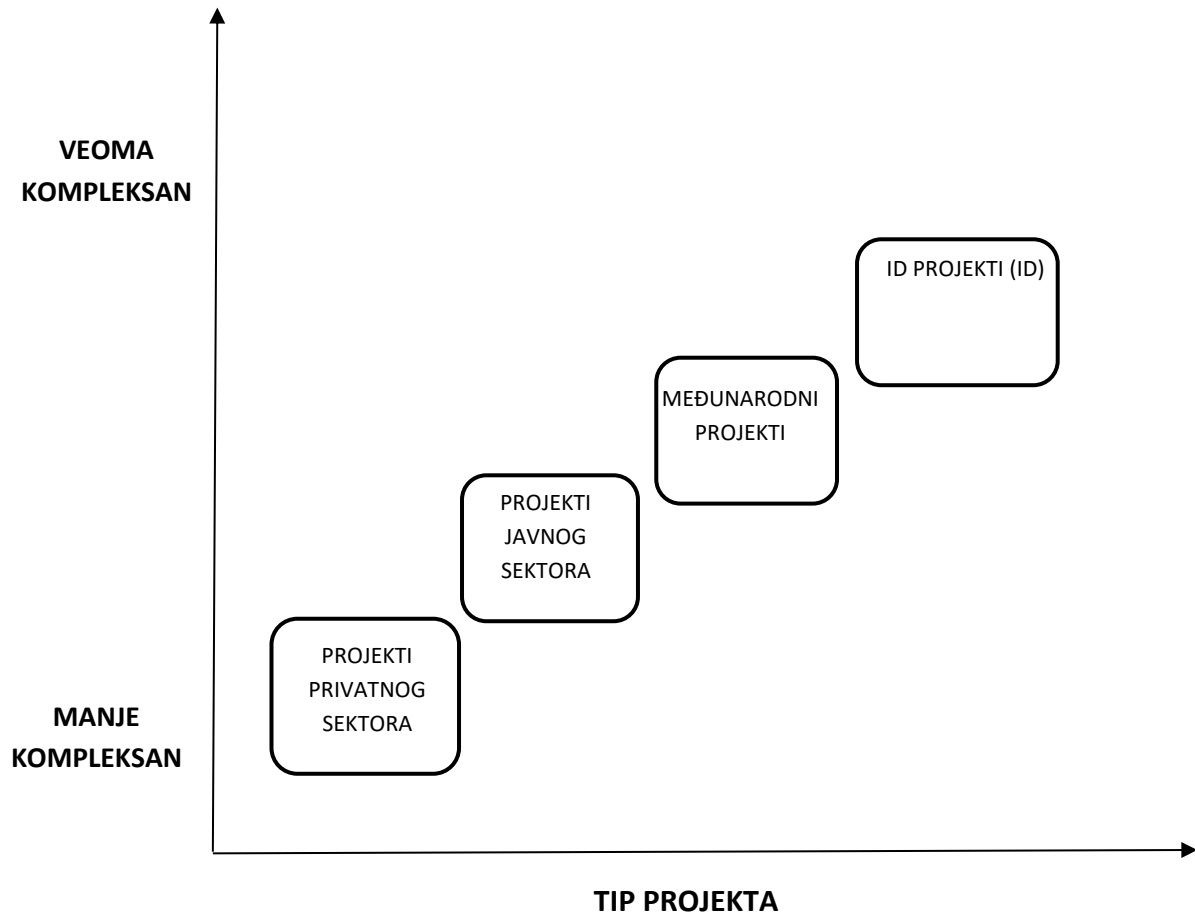 VEOMA
KOMPLEKSAN
ID PROJEKTI (ID)
MEĐUNARODNI
PROJEKTI
PROJEKTI
JAVNOG
SEKTORA
PROJEKTI
PRIVATNOG
SEKTORA
MANJE
KOMPLEKSAN
TIP PROJEKTA